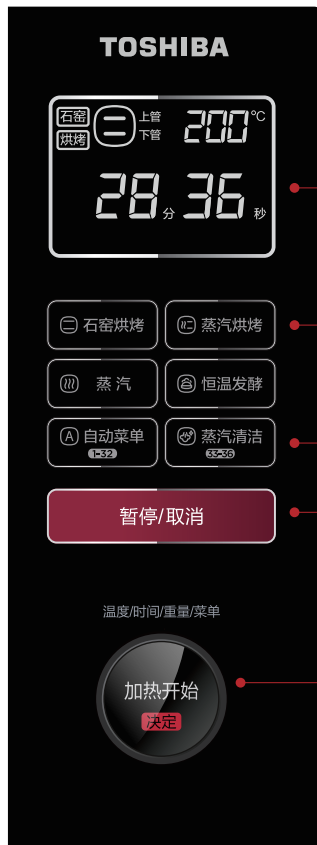 TOSHIBA
石窑 上管 200℃
烘烤 下管
28分 36秒
石窑烘烤 蒸汽烘烤
蒸汽 恒温发酵
A 自动菜单 蒸汽清洁
1-32 33-36
暂停/取消
温度/时间/重量/菜单
加热开始
决定